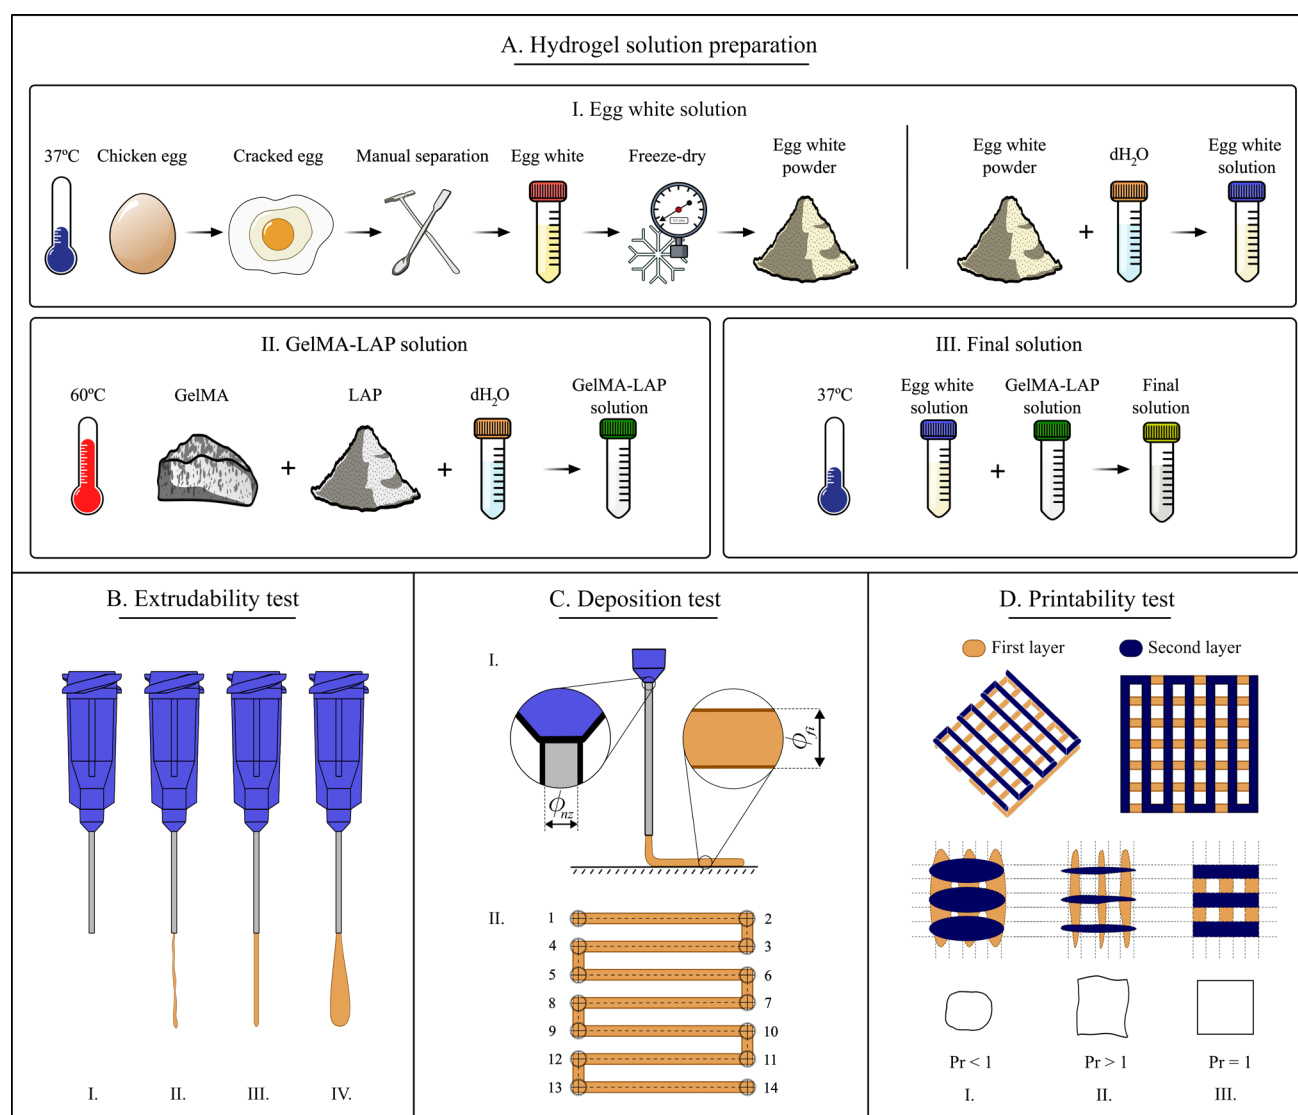 A. Hydrogel solution preparation
I. Egg white solution
37ºC
Chicken egg
Cracked egg
Manual separation
Egg white
Freeze-dry
Egg white
powder
Egg white
powder
+
dH₂O
Egg white
solution
II. GelMA-LAP solution
60ºC
GelMA
+
LAP
+
dH₂O
GelMA-LAP
solution
III. Final solution
37ºC
Egg white
solution
+
GelMA-LAP
solution
Final
solution
B. Extrudability test
I.
II.
III.
IV.
C. Deposition test
I.
ϕnz
ϕfi
II.
1
2
4
3
5
6
8
7
9
10
12
11
13
14
D. Printability test
First layer
Second layer
Pr < 1
Pr > 1
Pr = 1
I.
II.
III.